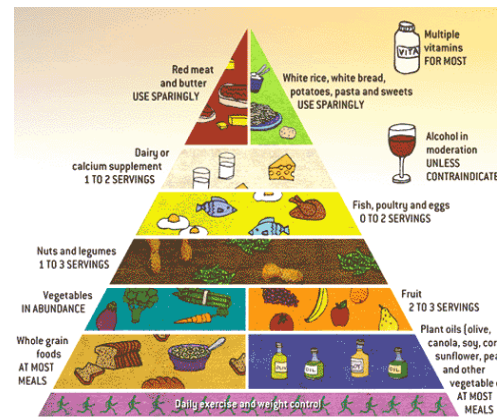 Multiple
vitamins
FOR MOST
VITA
Red meat
and butter
USE SPARINGLY
White rice, white bread,
potatoes, pasta and sweets
USE SPARINGLY
Alcohol in
moderation
UNLESS
CONTRAINDICATE
Dairy or
calcium supplement
1 TO 2 SERVINGS
Fish, poultry and eggs
0 TO 2 SERVINGS
Nuts and legumes
1 TO 3 SERVINGS
Vegetables
IN ABUNDANCE
Fruit
2 TO 3 SERVINGS
Whole grain
foods
AT MOST
MEALS
Plant oils (olive,
canola, soy, cor
sunflower, pea
and other
vegetable
AT MOST
MEALS
Daily exercise and weight control